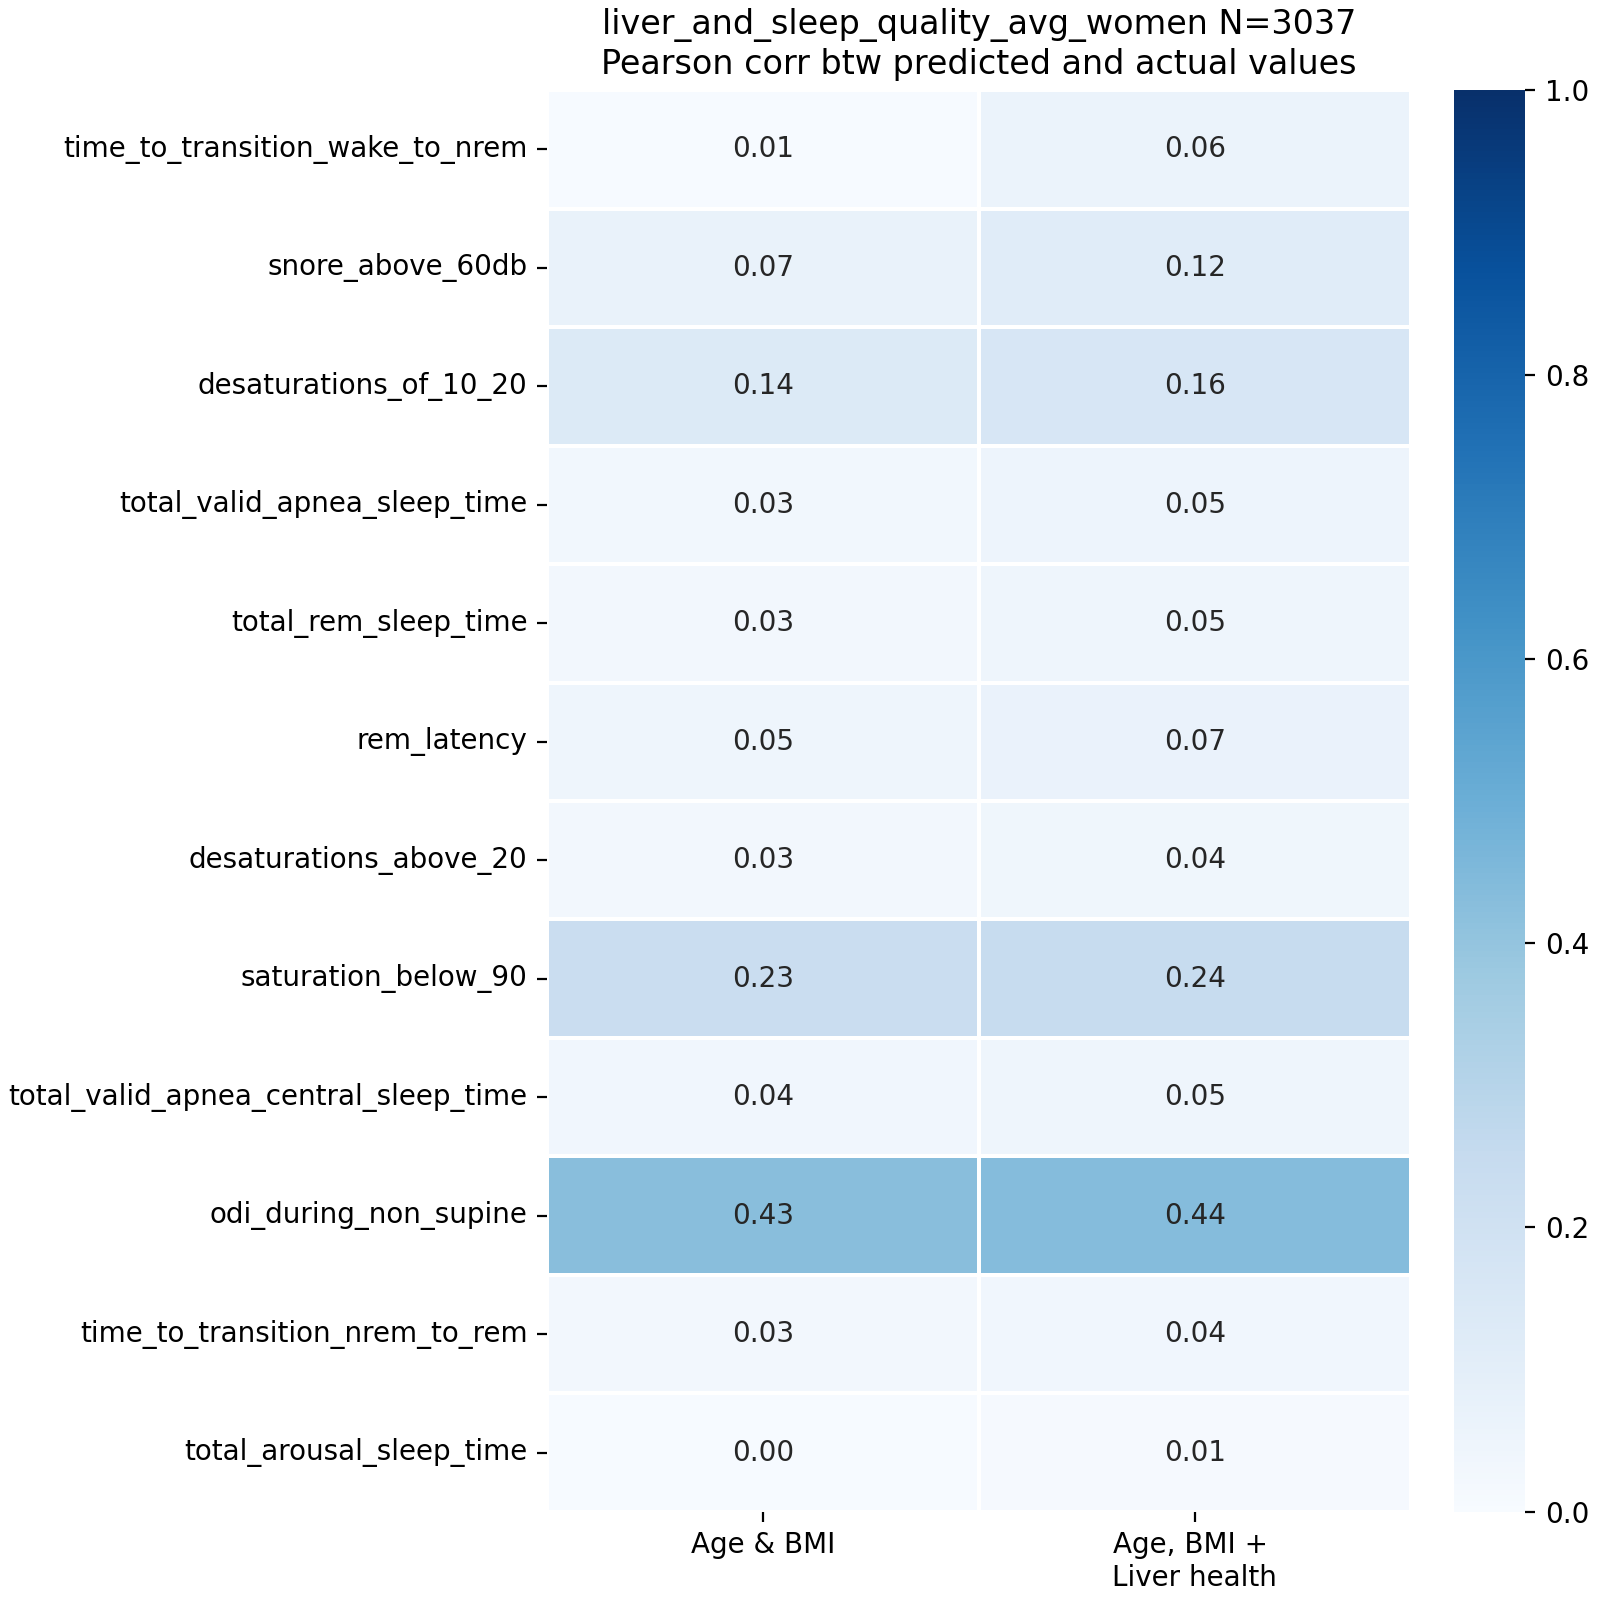 liver_and_sleep_quality_avg_women N=3037
Pearson corr btw predicted and actual values
time_to_transition_wake_to_nrem 0.01 0.06
snore_above_60db 0.07 0.12
desaturations_of_10_20 0.14 0.16
total_valid_apnea_sleep_time 0.03 0.05
total_rem_sleep_time 0.03 0.05
rem_latency 0.05 0.07
desaturations_above_20 0.03 0.04
saturation_below_90 0.23 0.24
total_valid_apnea_central_sleep_time 0.04 0.05
odi_during_non_supine 0.43 0.44
time_to_transition_nrem_to_rem 0.03 0.04
total_arousal_sleep_time 0.00 0.01
Age & BMI
Age, BMI +
Liver health
1.0
0.8
0.6
0.4
0.2
0.0